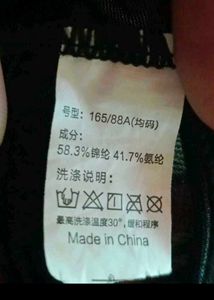 号型：165/88A(均码)
成分：
58.3%锦纶 41.7%氨纶
洗涤说明：
最高洗涤温度30°，缓和程序
Made in China